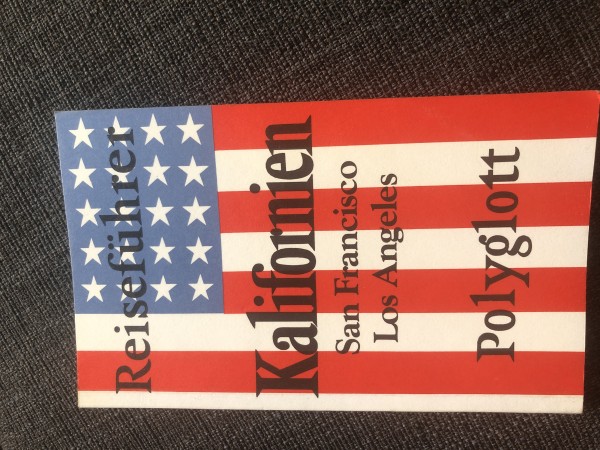 Reiseführer
Kalifornien
San Francisco
Los Angeles
Polyglott